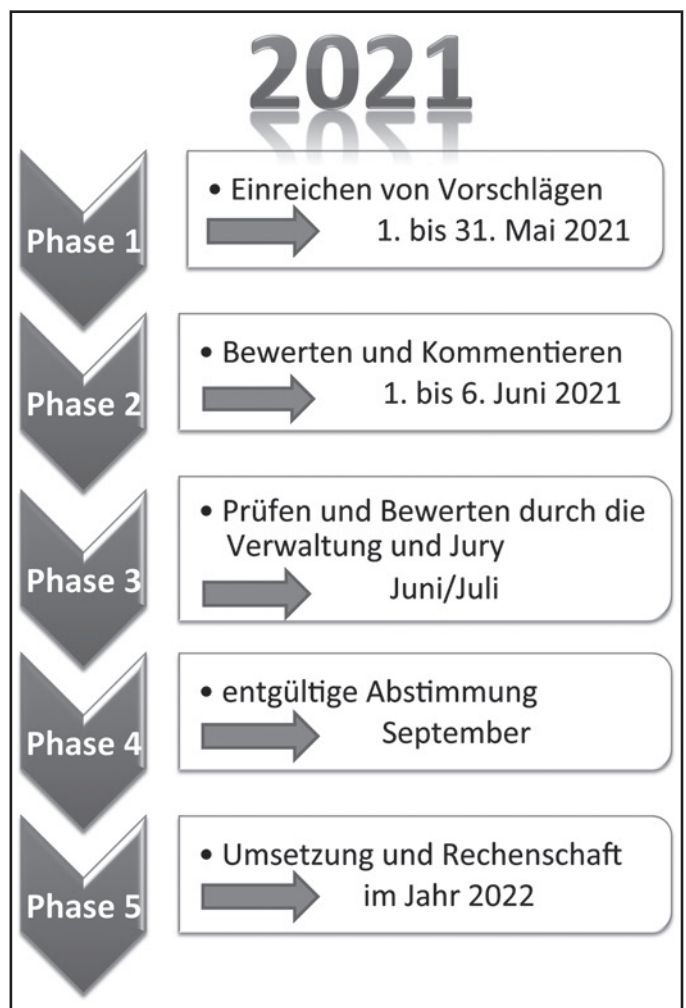 2021
Phase 1
• Einreichen von Vorschlägen
1. bis 31. Mai 2021
Phase 2
• Bewerten und Kommentieren
1. bis 6. Juni 2021
Phase 3
• Prüfen und Bewerten durch die
Verwaltung und Jury
Juni/Juli
Phase 4
• entgültige Abstimmung
September
Phase 5
• Umsetzung und Rechenschaft
im Jahr 2022